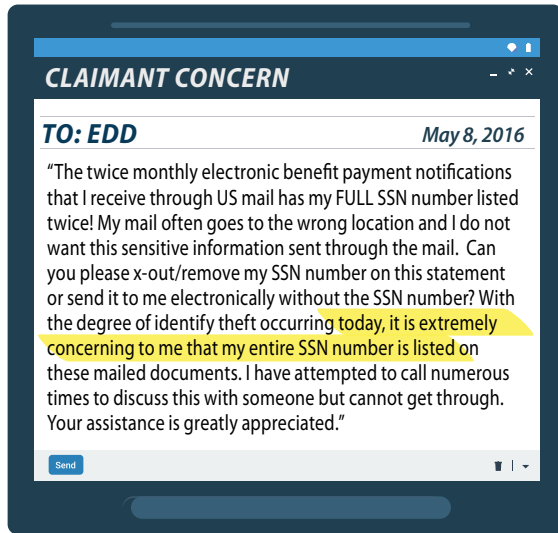 CLAIMANT CONCERN
TO: EDD May 8, 2016
“The twice monthly electronic benefit payment notifications
that I receive through US mail has my FULL SSN number listed
twice! My mail often goes to the wrong location and I do not
want this sensitive information sent through the mail.  Can
you please x-out/remove my SSN number on this statement
or send it to me electronically without the SSN number? With
the degree of identify theft occurring today, it is extremely
concerning to me that my entire SSN number is listed on
these mailed documents. I have attempted to call numerous
times to discuss this with someone but cannot get through.
Your assistance is greatly appreciated.”
Send